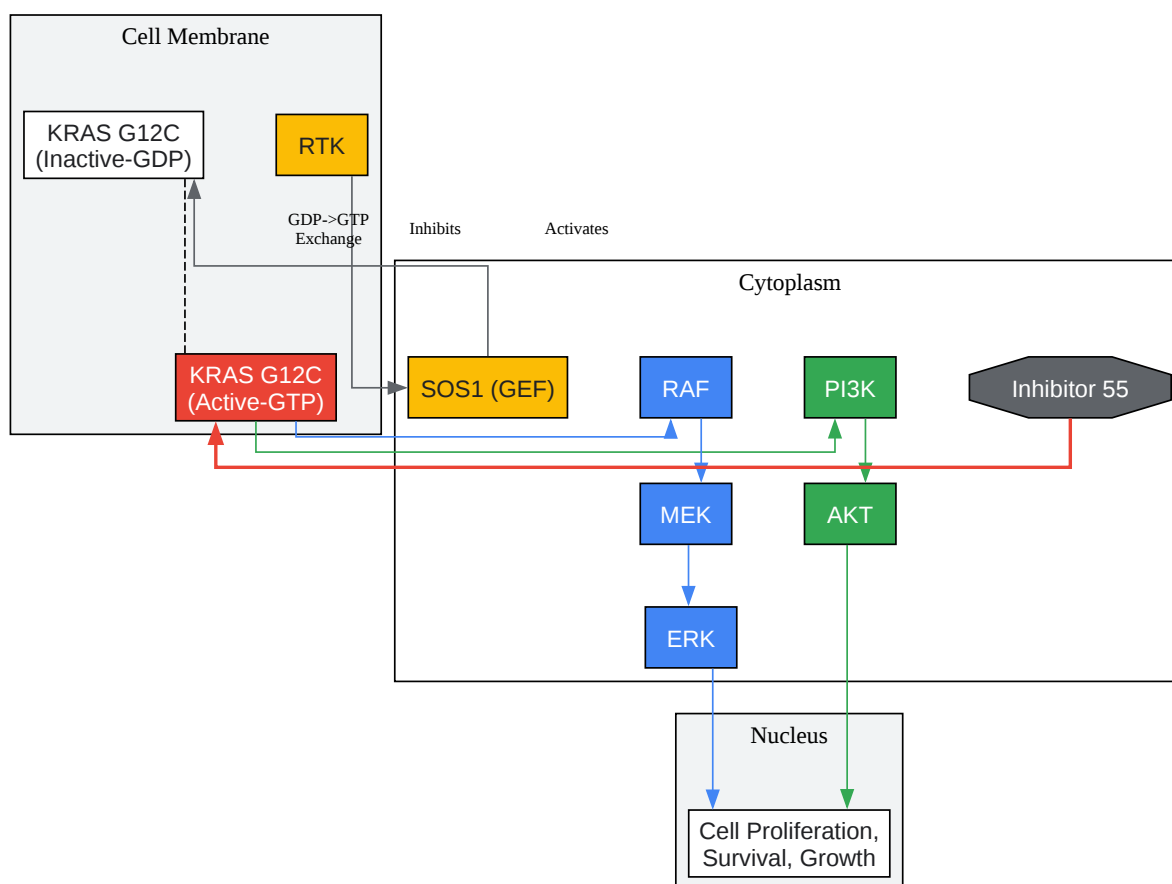 Cell Membrane
KRAS G12C
(Inactive-GDP)
RTK
GDP->GTP
Exchange
Inhibits
Activates
Cytoplasm
KRAS G12C
(Active-GTP)
SOS1 (GEF)
RAF
PI3K
Inhibitor 55
MEK
AKT
ERK
Nucleus
Cell Proliferation,
Survival, Growth